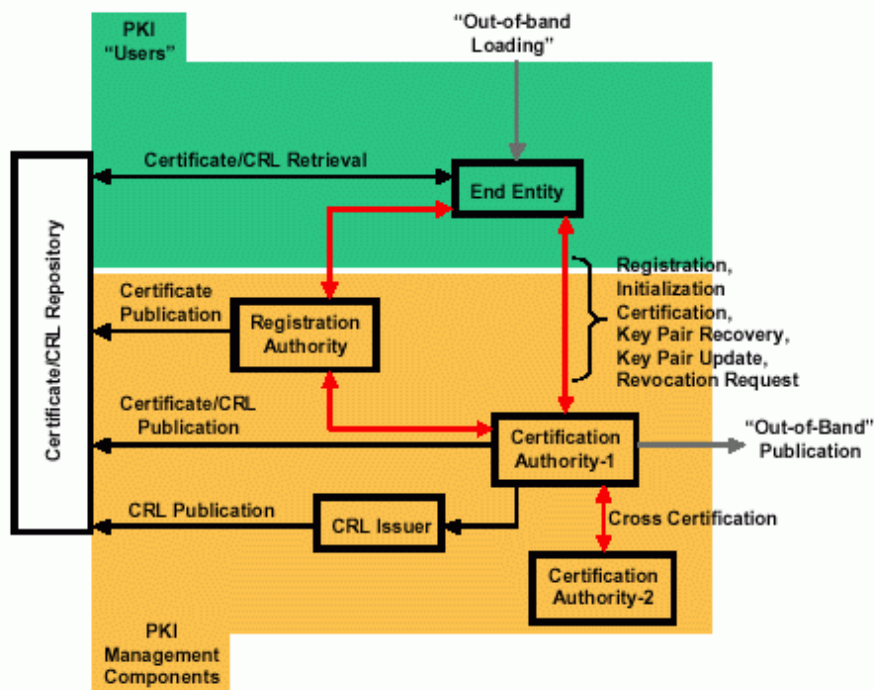 PKI
“Users”
“Out-of-band
Loading”
Certificate/CRL Retrieval
End Entity
Certificate/CRL Repository
Registration,
Initialization
Certification,
Key Pair Recovery,
Key Pair Update,
Revocation Request
Certificate
Publication
Registration
Authority
Certificate/CRL
Publication
Certification
Authority-1
“Out-of-Band”
Publication
CRL Publication
CRL Issuer
Cross Certification
Certification
Authority-2
PKI
Management
Components